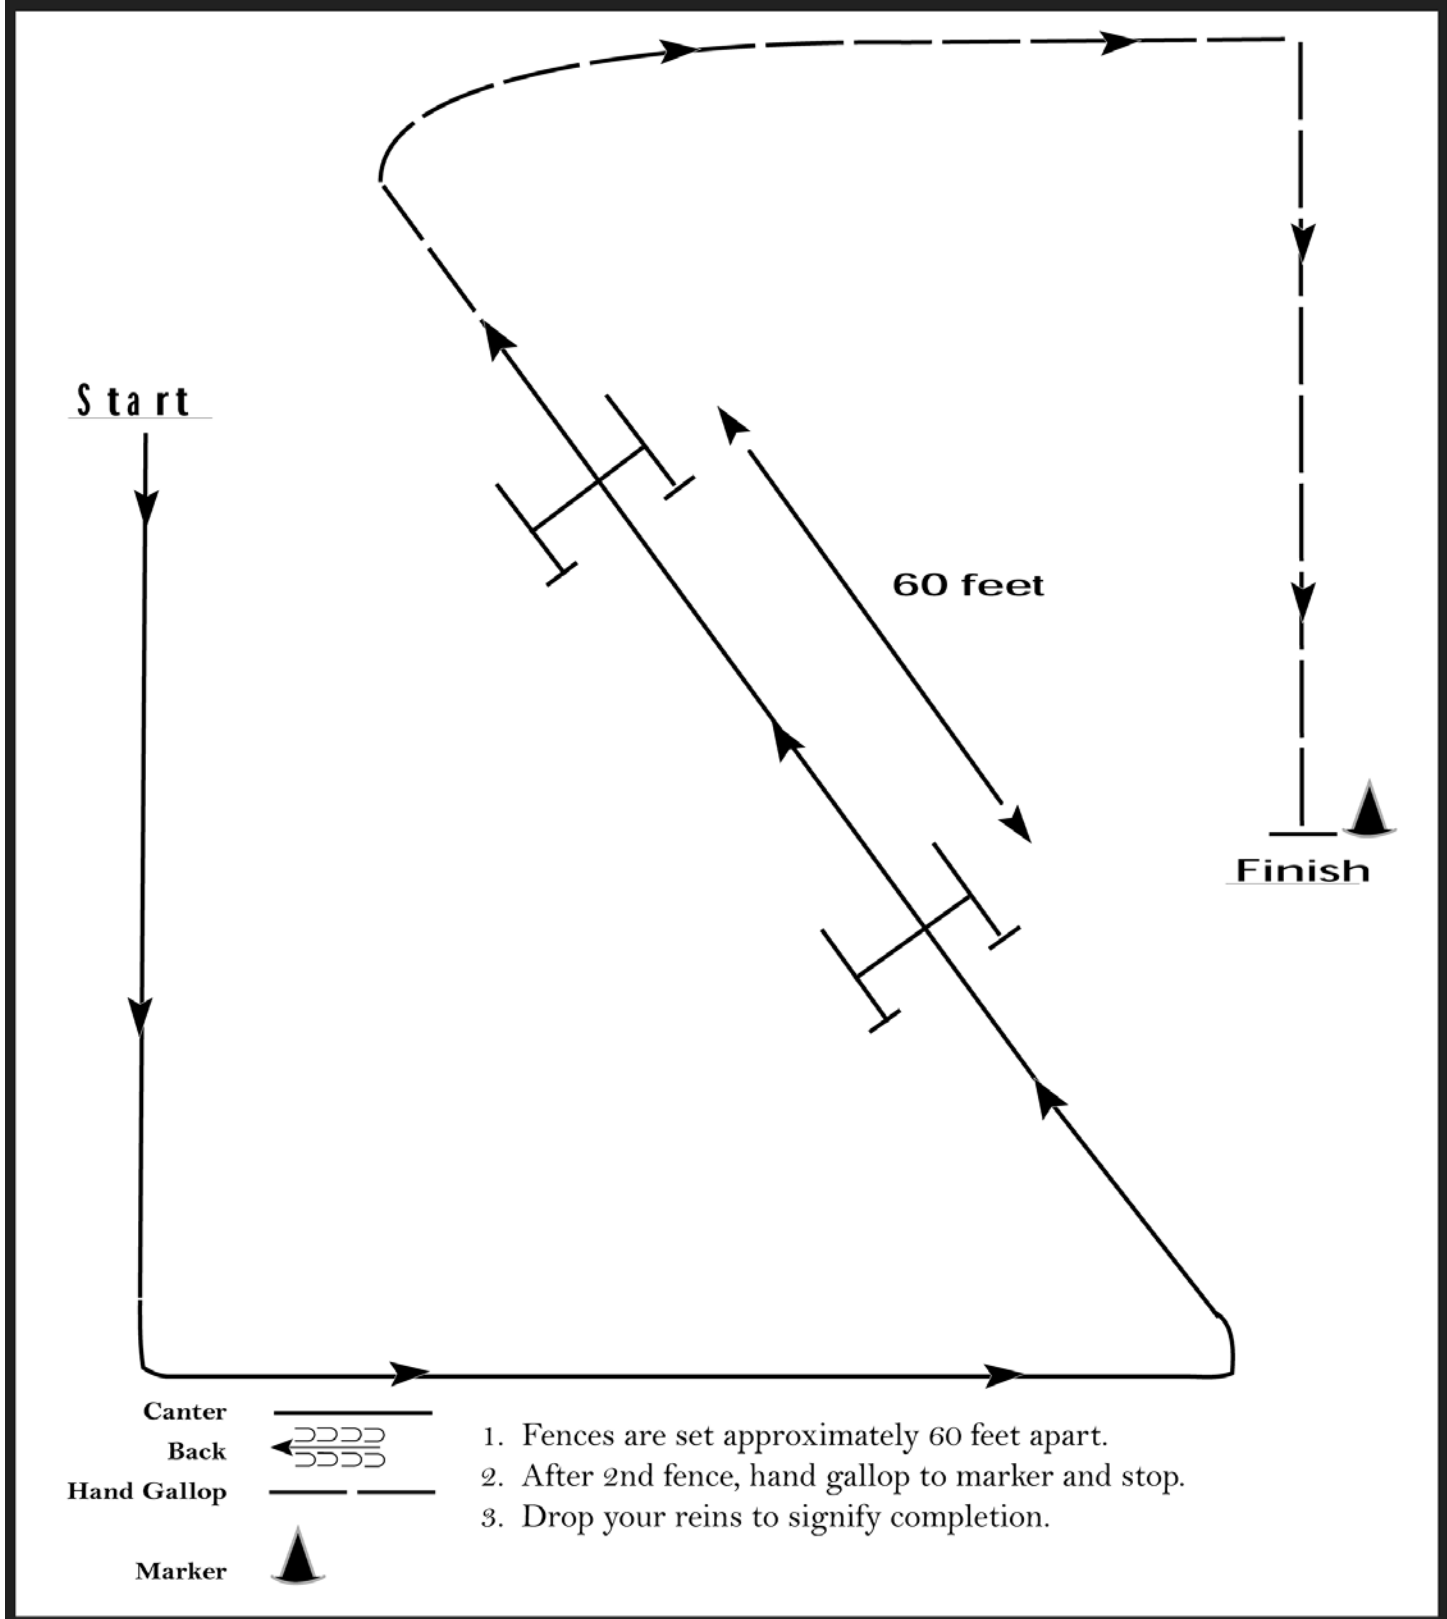 Start
60 feet
Finish
Canter
Back
Hand Gallop
Marker
1. Fences are set approximately 60 feet apart.
2. After 2nd fence, hand gallop to marker and stop.
3. Drop your reins to signify completion.